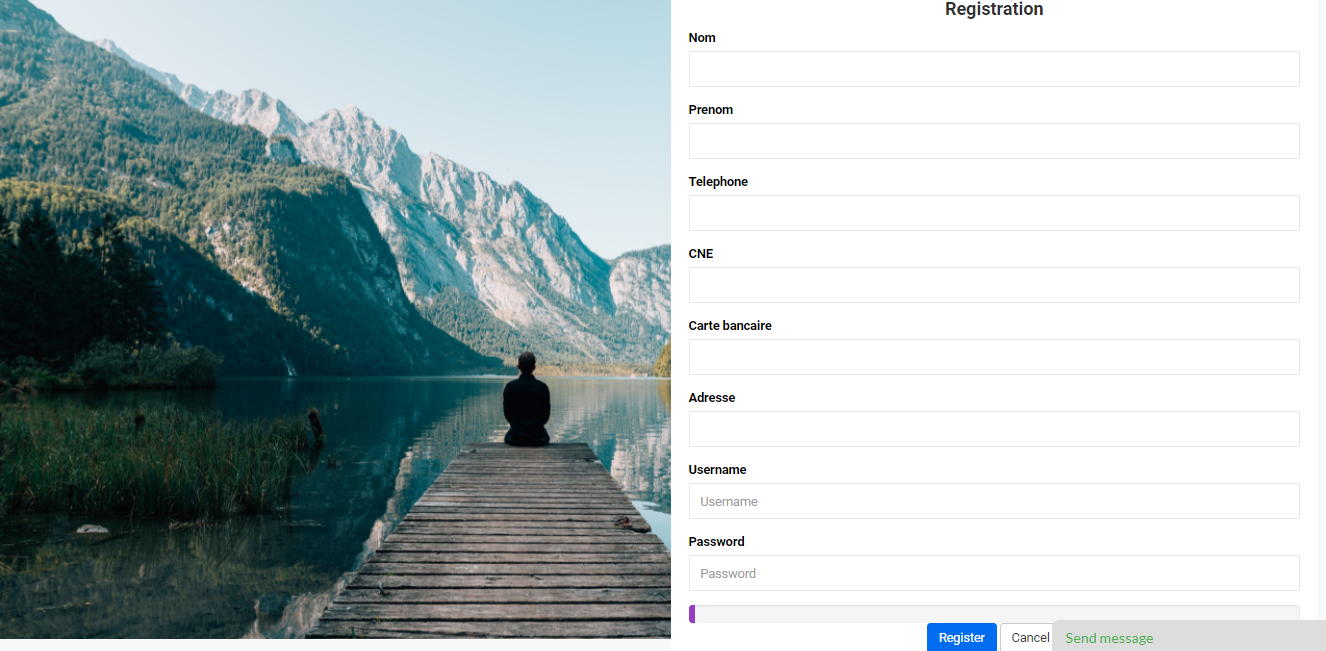 Registration
Nom
Prenom
Telephone
CNE
Carte bancaire
Adresse
Username
Username
Password
Password
Register
Cancel
Send message